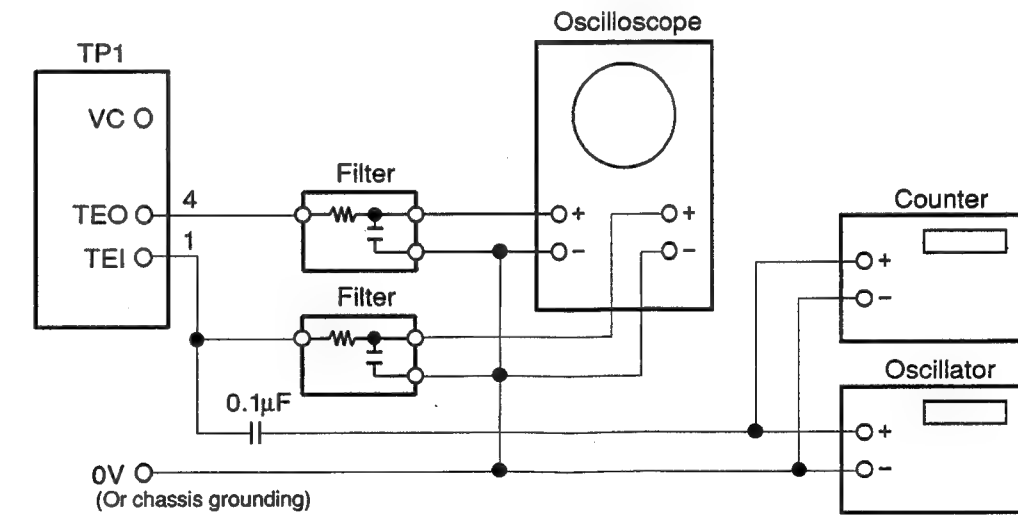 Oscilloscope
TP1
VC
Filter
TEO
4
+
+
Counter
TEI
1
−
−
+
Filter
−
Oscillator
0.1μF
+
0V
−
(Or chassis grounding)